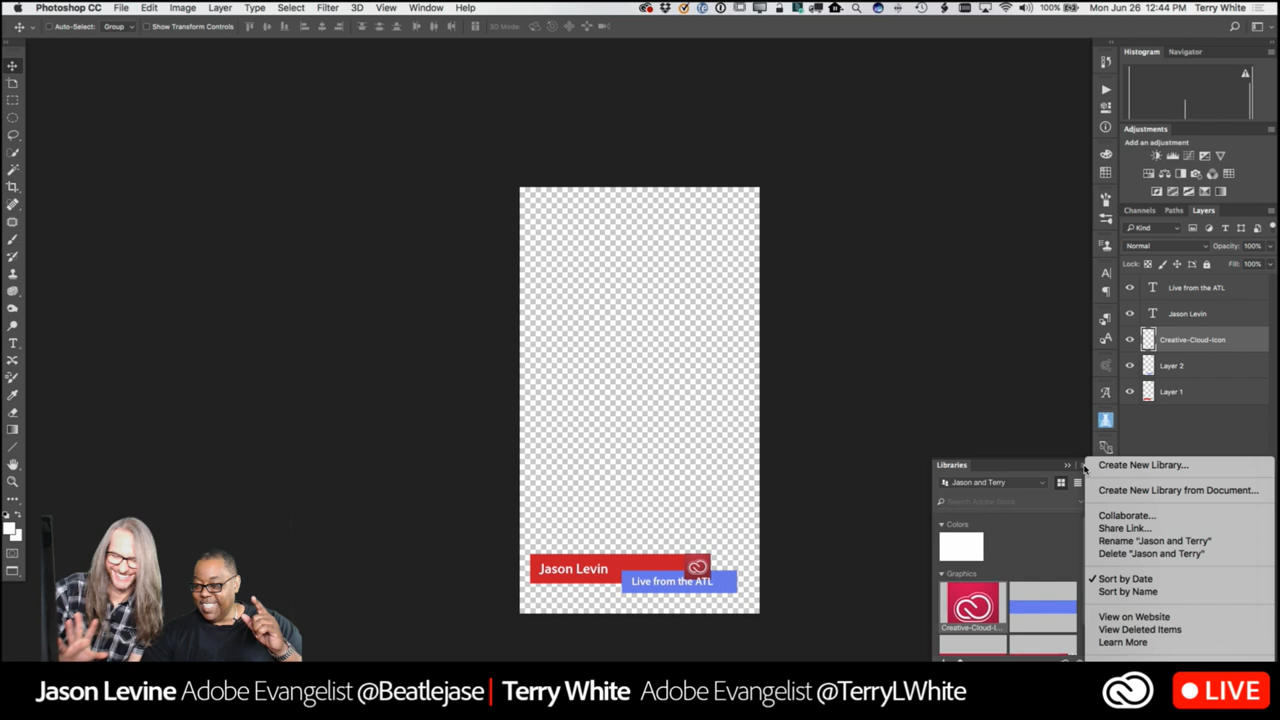 Photoshop CC File Edit Image Layer Type Select Filter 3D View Window Help 100% Mon Jun 26 12:44 PM Terry White
Auto-Select: Group Show Transform Controls 3D Mode:
Histogram Navigator
Adjustments
Add an adjustment
Channels Paths Layers
Kind
Normal Opacity: 100%
Lock: Fill: 100%
Live from the ATL
Jason Levin
Creative-Cloud-Icon
Layer 2
Layer 1
Libraries
Jason and Terry
Search Adobe Stock
Colors
Graphics
Creative-Cloud-I...
Create New Library...
Create New Library from Document...
Collaborate...
Share Link...
Rename "Jason and Terry"
Delete "Jason and Terry"
Sort by Date
Sort by Name
View on Website
View Deleted Items
Learn More
Jason Levin
Live from the ATL
Jason Levine Adobe Evangelist @Beatlejase | Terry White Adobe Evangelist @TerryLWhite
LIVE